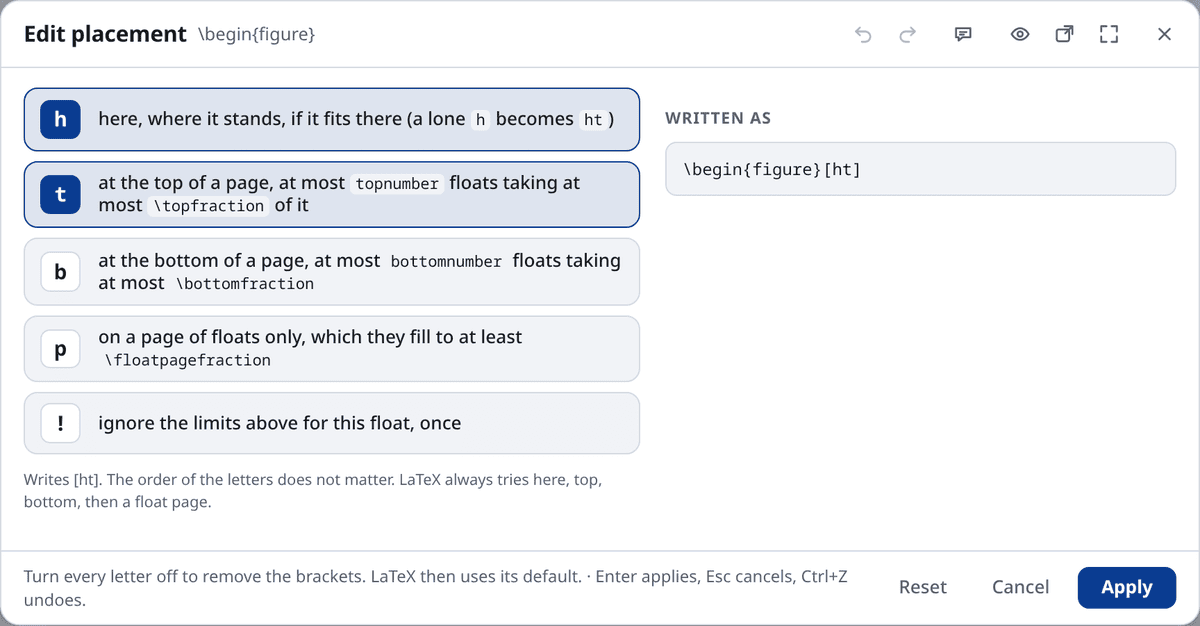 Edit placement \begin{figure}
h here, where it stands, if it fits there (a lone h becomes ht )
t at the top of a page, at most topnumber floats taking at
most \topfraction of it
b at the bottom of a page, at most bottomnumber floats taking
at most \bottomfraction
p on a page of floats only, which they fill to at least
\floatpagefraction
! ignore the limits above for this float, once
Writes [ht]. The order of the letters does not matter. LaTeX always tries here, top,
bottom, then a float page.
WRITTEN AS
\begin{figure}[ht]
Turn every letter off to remove the brackets. LaTeX then uses its default. · Enter applies, Esc cancels, Ctrl+Z
undoes.
Reset Cancel Apply